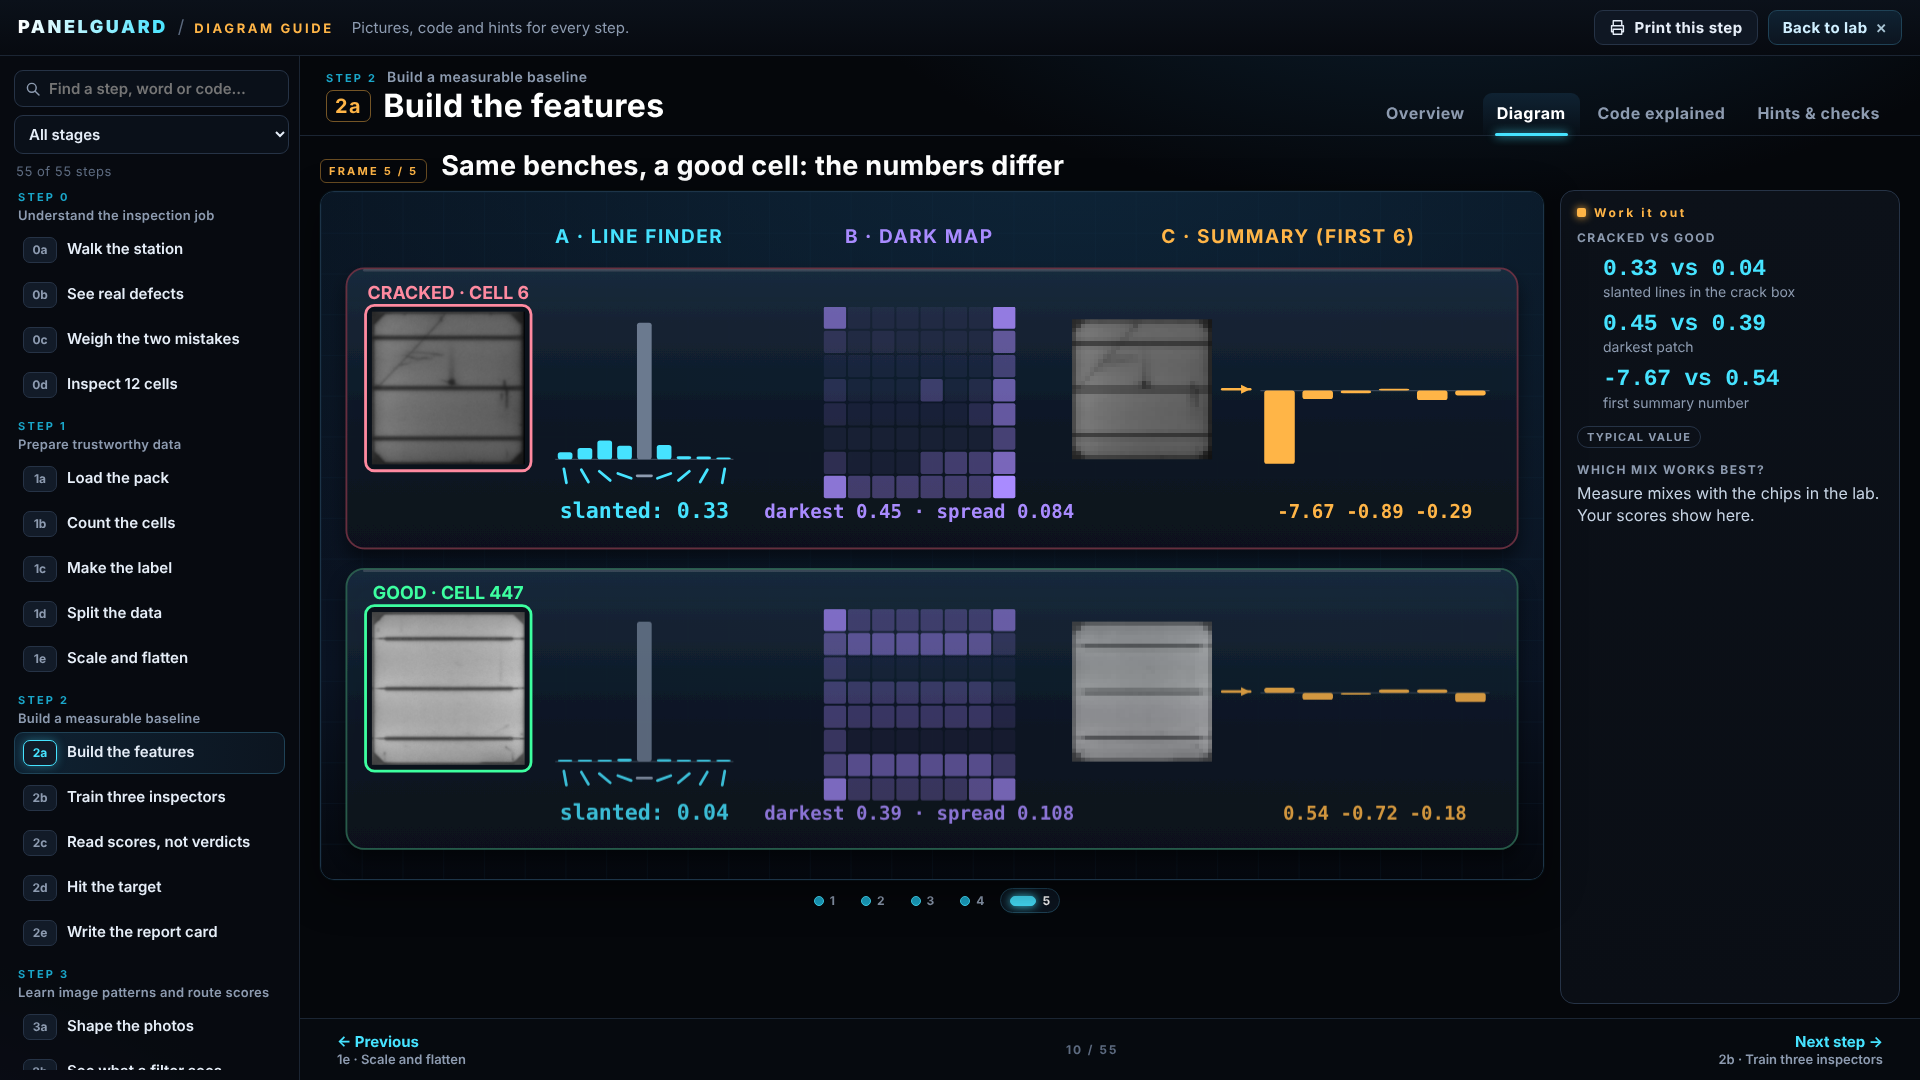 PANELGUARD / DIAGRAM GUIDE Pictures, code and hints for every step.
Print this step
Back to lab ×
Find a step, word or code...
All stages
55 of 55 steps
STEP 0
Understand the inspection job
0a Walk the station
0b See real defects
0c Weigh the two mistakes
0d Inspect 12 cells
STEP 1
Prepare trustworthy data
1a Load the pack
1b Count the cells
1c Make the label
1d Split the data
1e Scale and flatten
STEP 2
Build a measurable baseline
2a Build the features
2b Train three inspectors
2c Read scores, not verdicts
2d Hit the target
2e Write the report card
STEP 3
Learn image patterns and route scores
3a Shape the photos
STEP 2 Build a measurable baseline
2a Build the features
Overview
Diagram
Code explained
Hints & checks
FRAME 5 / 5 Same benches, a good cell: the numbers differ
A · LINE FINDER
B · DARK MAP
C · SUMMARY (FIRST 6)
CRACKED · CELL 6
slanted: 0.33
darkest 0.45 · spread 0.084
-7.67 -0.89 -0.29
GOOD · CELL 447
slanted: 0.04
darkest 0.39 · spread 0.108
0.54 -0.72 -0.18
1
2
3
4
5
Work it out
CRACKED VS GOOD
0.33 vs 0.04
slanted lines in the crack box
0.45 vs 0.39
darkest patch
-7.67 vs 0.54
first summary number
TYPICAL VALUE
WHICH MIX WORKS BEST?
Measure mixes with the chips in the lab.
Your scores show here.
← Previous
1e · Scale and flatten
10 / 55
Next step →
2b · Train three inspectors